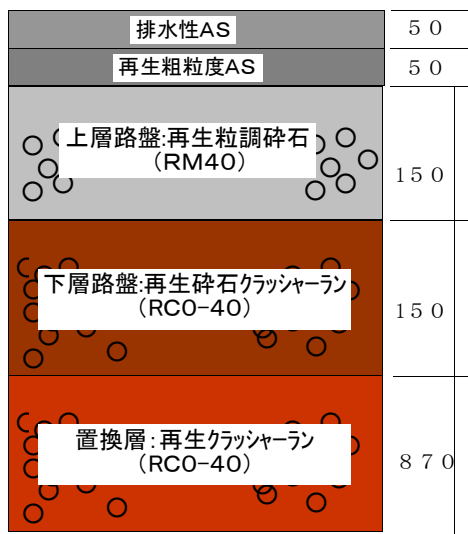 排水性AS
50
再生粗粒度AS
50
上層路盤:再生粒調砕石
(RM40)
150
下層路盤:再生砕石クラッシャーラン
(RC0-40)
150
置換層:再生クラッシャーラン
(RC0-40)
870